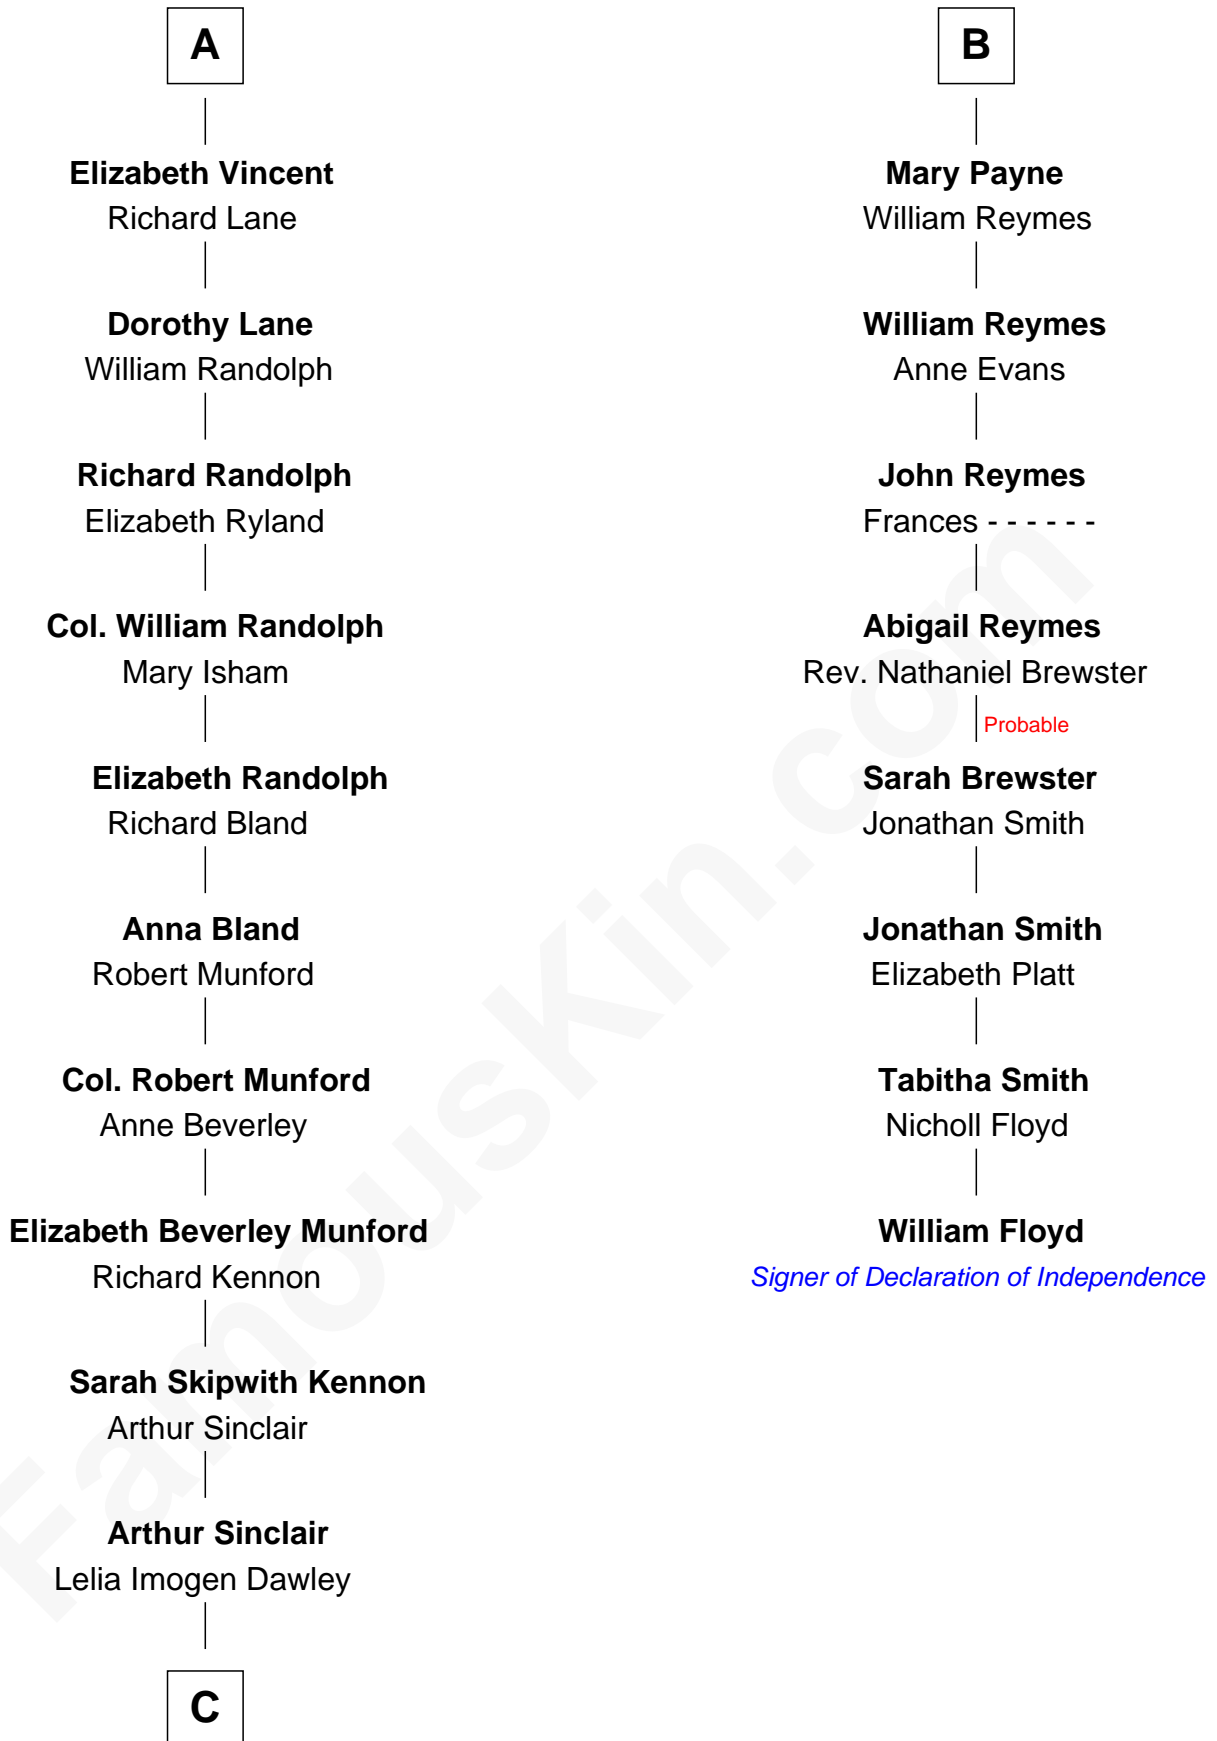 A
Elizabeth Vincent
Richard Lane
Dorothy Lane
William Randolph
Richard Randolph
Elizabeth Ryland
Col. William Randolph
Mary Isham
Elizabeth Randolph
Richard Bland
Anna Bland
Robert Munford
Col. Robert Munford
Anne Beverley
Elizabeth Beverley Munford
Richard Kennon
Sarah Skipwith Kennon
Arthur Sinclair
Arthur Sinclair
Lelia Imogen Dawley
C
B
Mary Payne
William Reymes
William Reymes
Anne Evans
John Reymes
Frances - - - - - -
Abigail Reymes
Rev. Nathaniel Brewster
Probable
Sarah Brewster
Jonathan Smith
Jonathan Smith
Elizabeth Platt
Tabitha Smith
Nicholl Floyd
William Floyd
Signer of Declaration of Independence
FamousKin.com